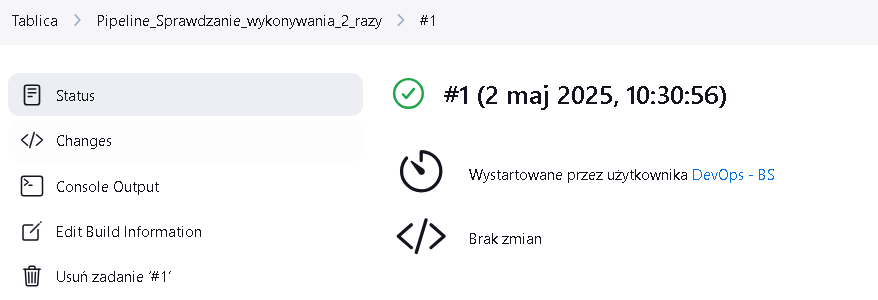 Tablica > Pipeline_Sprawdzanie_wykonywania_2_razy > #1
Status
Changes
Console Output
Edit Build Information
Usuń zadanie ‘#1’
#1 (2 maj 2025, 10:30:56)
Wystartowane przez użytkownika DevOps - BS
Brak zmian